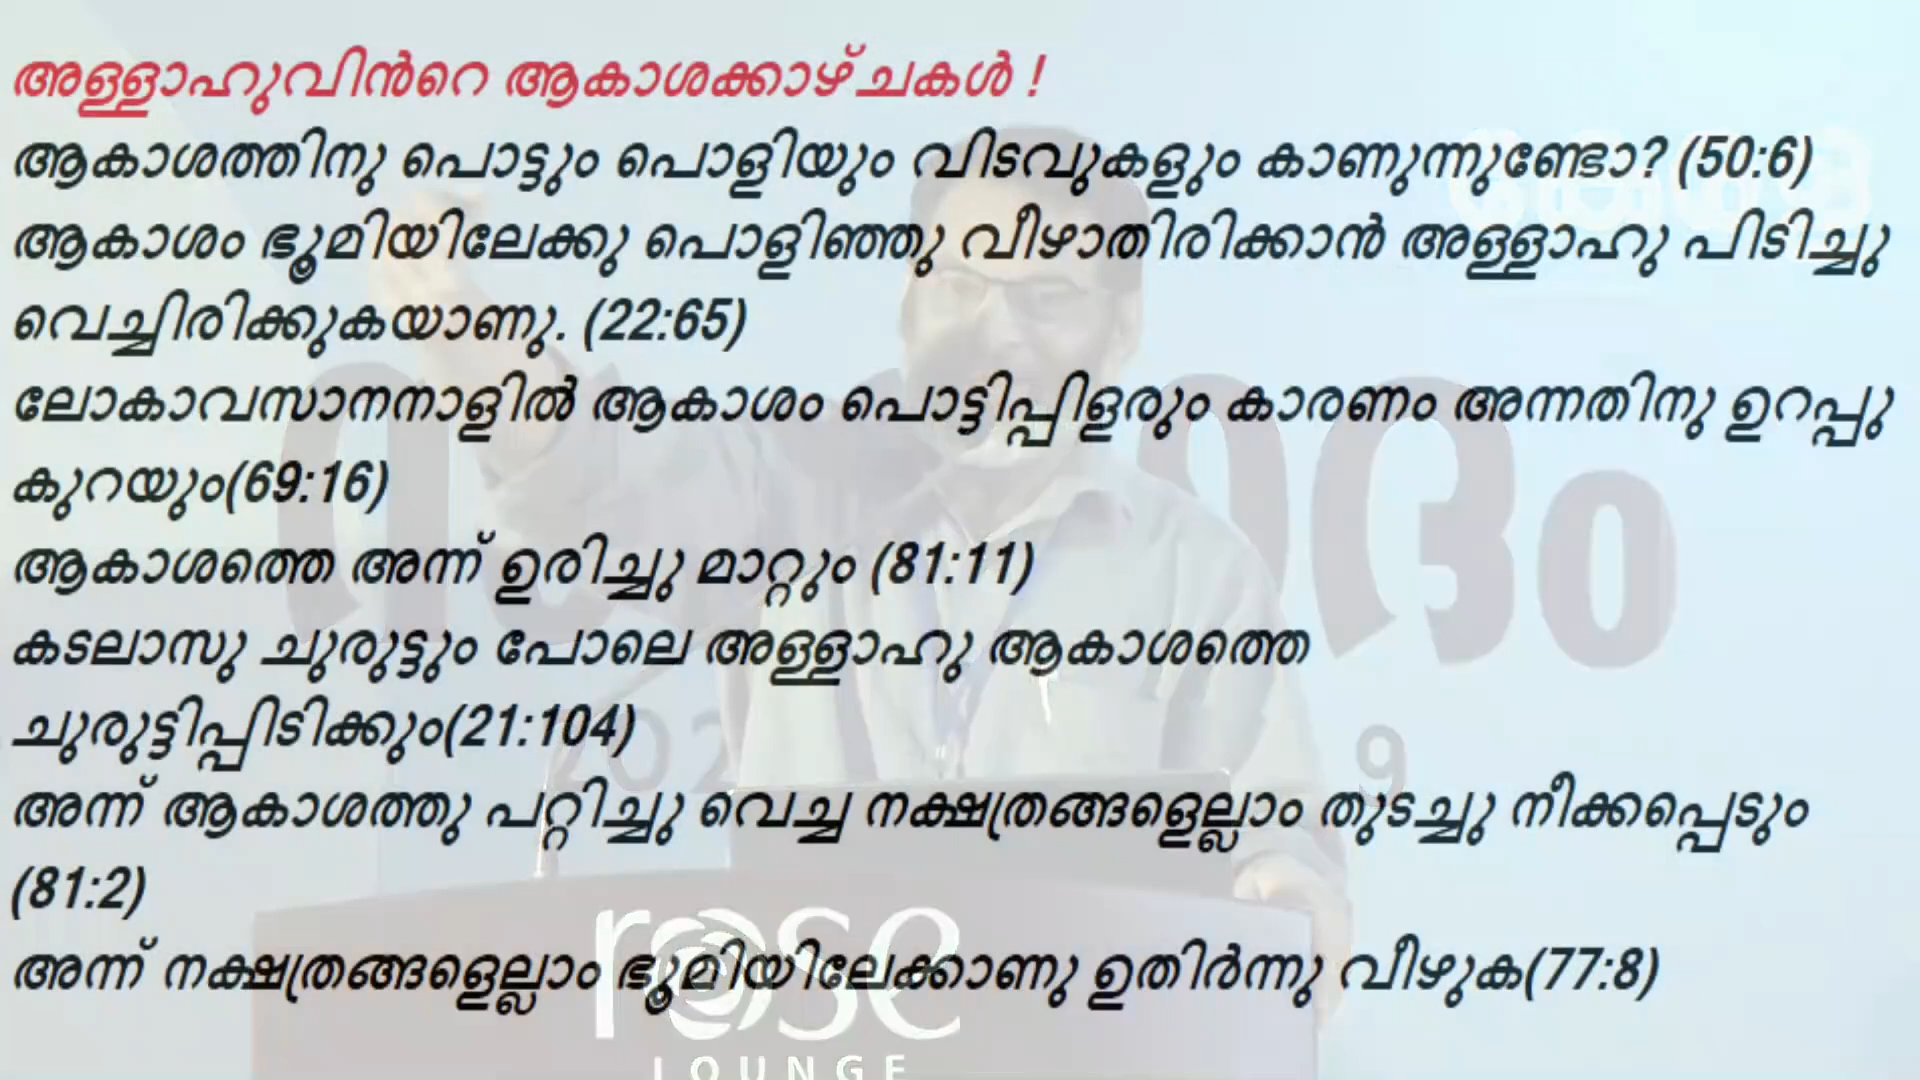 അള്ളാഹുവിൻറെ ആകാശക്കാഴ്ചകൾ !
ആകാശത്തിനു പൊട്ടും പൊളിയും വിടവുകളും കാണുന്നുണ്ടോ? (50:6)
ആകാശം ഭൂമിയിലേക്കു പൊളിഞ്ഞു വീഴാതിരിക്കാൻ അള്ളാഹു പിടിച്ചു
വെച്ചിരിക്കുകയാണു. (22:65)
ലോകാവസാനനാളിൽ ആകാശം പൊട്ടിപ്പിളരും കാരണം അന്നതിനു ഉറപ്പു
കുറയും(69:16)
ആകാശത്തെ അന്ന് ഉരിച്ചു മാറ്റും (81:11)
കടലാസു ചുരുട്ടും പോലെ അള്ളാഹു ആകാശത്തെ
ചുരുട്ടിപ്പിടിക്കും(21:104)
അന്ന് ആകാശത്തു പറ്റിച്ചു വെച്ച നക്ഷത്രങ്ങളെല്ലാം തുടച്ചു നീക്കപ്പെടും
(81:2)
അന്ന് നക്ഷത്രങ്ങളെല്ലാം ഭൂമിയിലേക്കാണു ഉതിർന്നു വീഴുക(77:8)
rose
LOUNGE